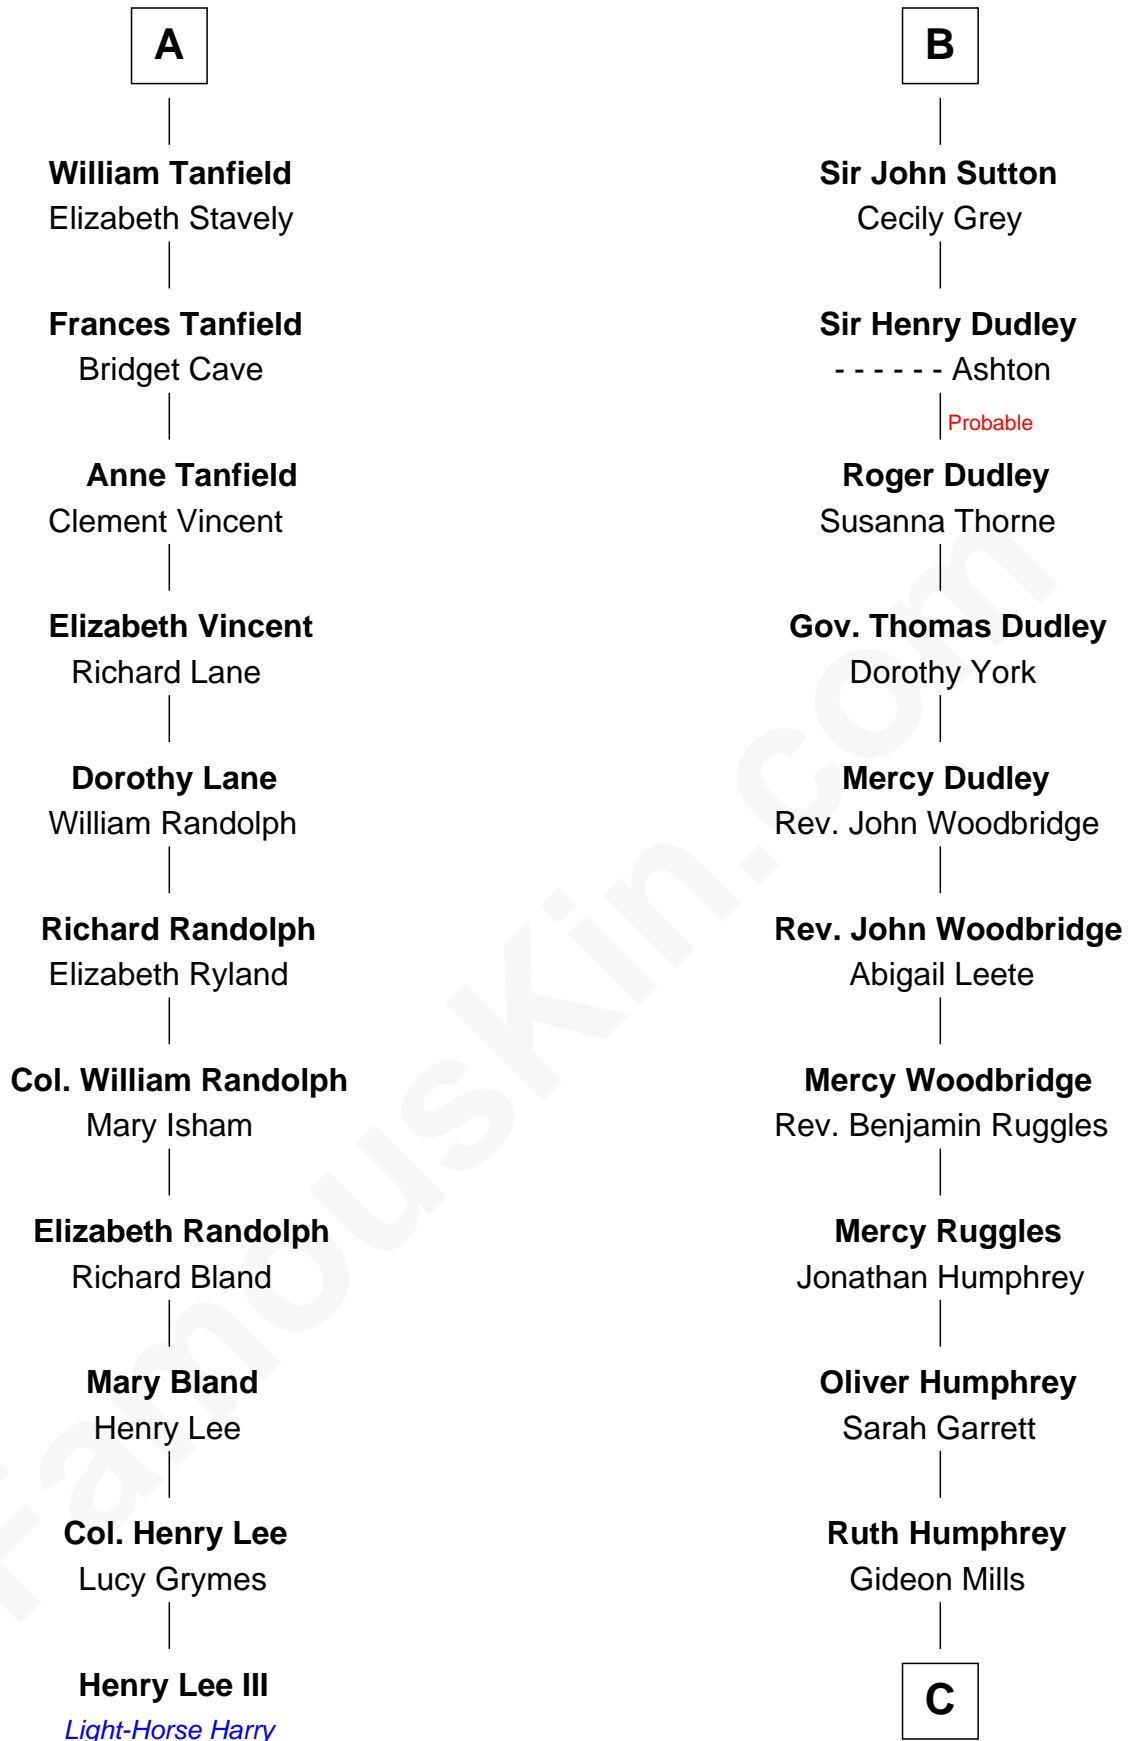 A
William Tanfield
Elizabeth Stavely
Frances Tanfield
Bridget Cave
Anne Tanfield
Clement Vincent
Elizabeth Vincent
Richard Lane
Dorothy Lane
William Randolph
Richard Randolph
Elizabeth Ryland
Col. William Randolph
Mary Isham
Elizabeth Randolph
Richard Bland
Mary Bland
Henry Lee
Col. Henry Lee
Lucy Grymes
Henry Lee III
Light-Horse Harry
B
Sir John Sutton
Cecily Grey
Sir Henry Dudley
- - - - - - Ashton
Probable
Roger Dudley
Susanna Thorne
Gov. Thomas Dudley
Dorothy York
Mercy Dudley
Rev. John Woodbridge
Rev. John Woodbridge
Abigail Leete
Mercy Woodbridge
Rev. Benjamin Ruggles
Mercy Ruggles
Jonathan Humphrey
Oliver Humphrey
Sarah Garrett
Ruth Humphrey
Gideon Mills
C
FamousKin.com